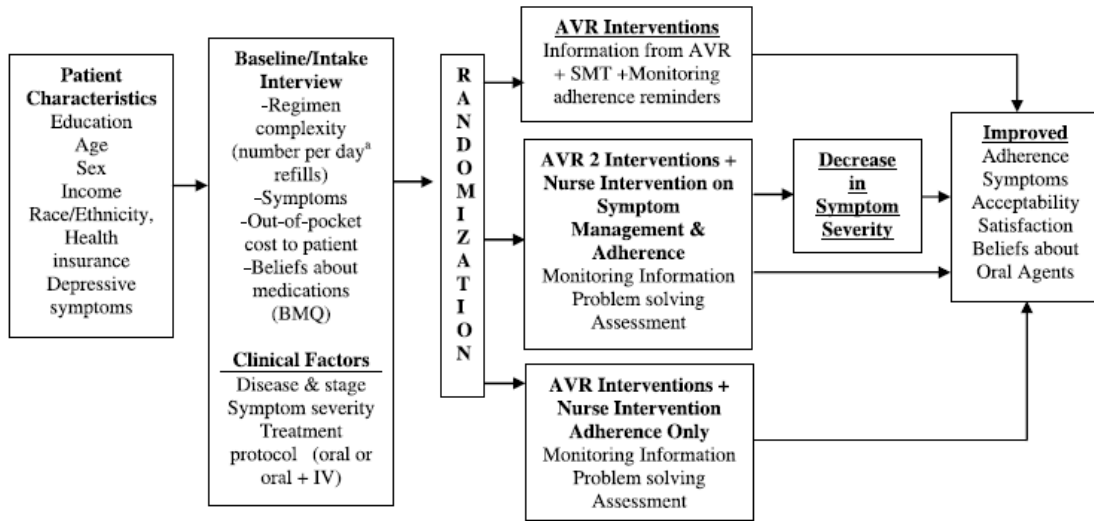 Patient
Characteristics
Education
Age
Sex
Income
Race/Ethnicity,
Health
insurance
Depressive
symptoms
Baseline/Intake
Interview
–Regimen
complexity
(number per dayᵃ
refills)
–Symptoms
–Out-of-pocket
cost to patient
–Beliefs about
medications
(BMQ)
Clinical Factors
Disease & stage
Symptom severity
Treatment
protocol (oral or
oral + IV)
R
A
N
D
O
M
I
Z
A
T
I
O
N
AVR Interventions
Information from AVR
+ SMT +Monitoring
adherence reminders
AVR 2 Interventions +
Nurse Intervention on
Symptom
Management &
Adherence
Monitoring Information
Problem solving
Assessment
AVR Interventions +
Nurse Intervention
Adherence Only
Monitoring Information
Problem solving
Assessment
Decrease
in
Symptom
Severity
Improved
Adherence
Symptoms
Acceptability
Satisfaction
Beliefs about
Oral Agents